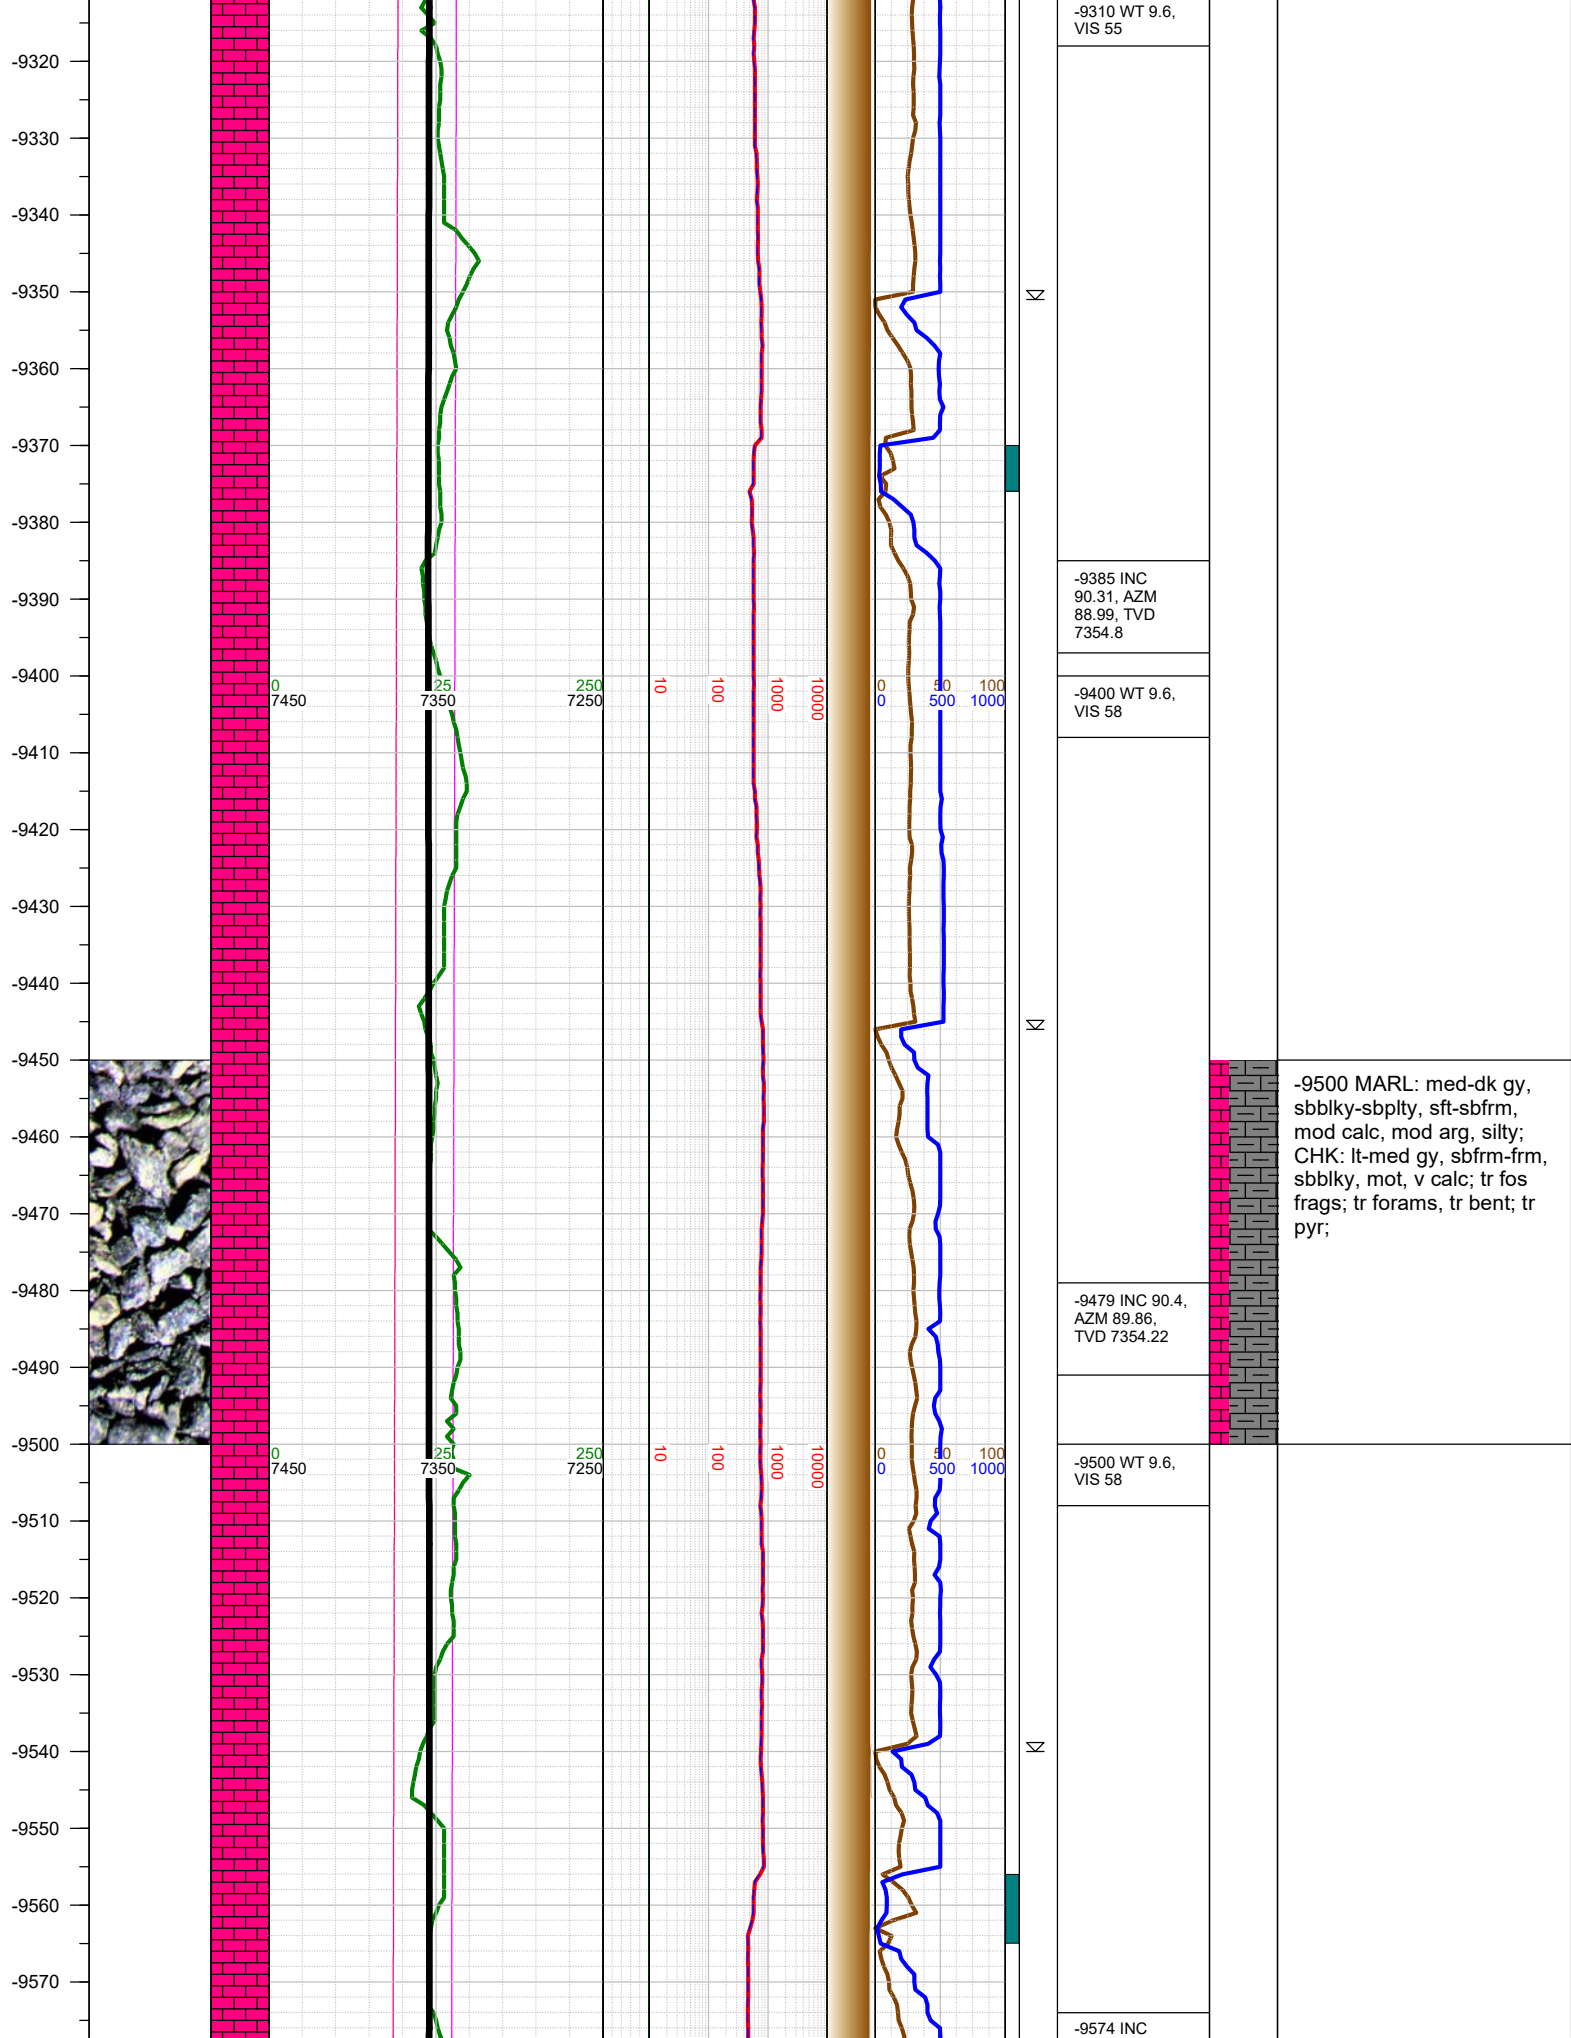 -9310 WT 9.6,
VIS 55
-9320
-9330
-9340
-9350
-9360
-9370
-9380
-9385 INC
90.31, AZM
88.99, TVD
7354.8
-9390
-9400
0 25 250 10 100 1000 10000 0 50 100
7450 7350 7250 0 500 1000
-9400 WT 9.6,
VIS 58
-9410
-9420
-9430
-9440
-9450
-9500 MARL: med-dk gy,
sbblky-sbplty, sft-sbfrm,
mod calc, mod arg, silty;
CHK: lt-med gy, sbfrm-frm,
sbblky, mot, v calc; tr fos
frags; tr forams, tr bent; tr
pyr;
-9460
-9470
-9480
-9479 INC 90.4,
AZM 89.86,
TVD 7354.22
-9490
-9500
0 25 250 10 100 1000 10000 0 50 100
7450 7350 7250 0 500 1000
-9500 WT 9.6,
VIS 58
-9510
-9520
-9530
-9540
-9550
-9560
-9570
-9574 INC